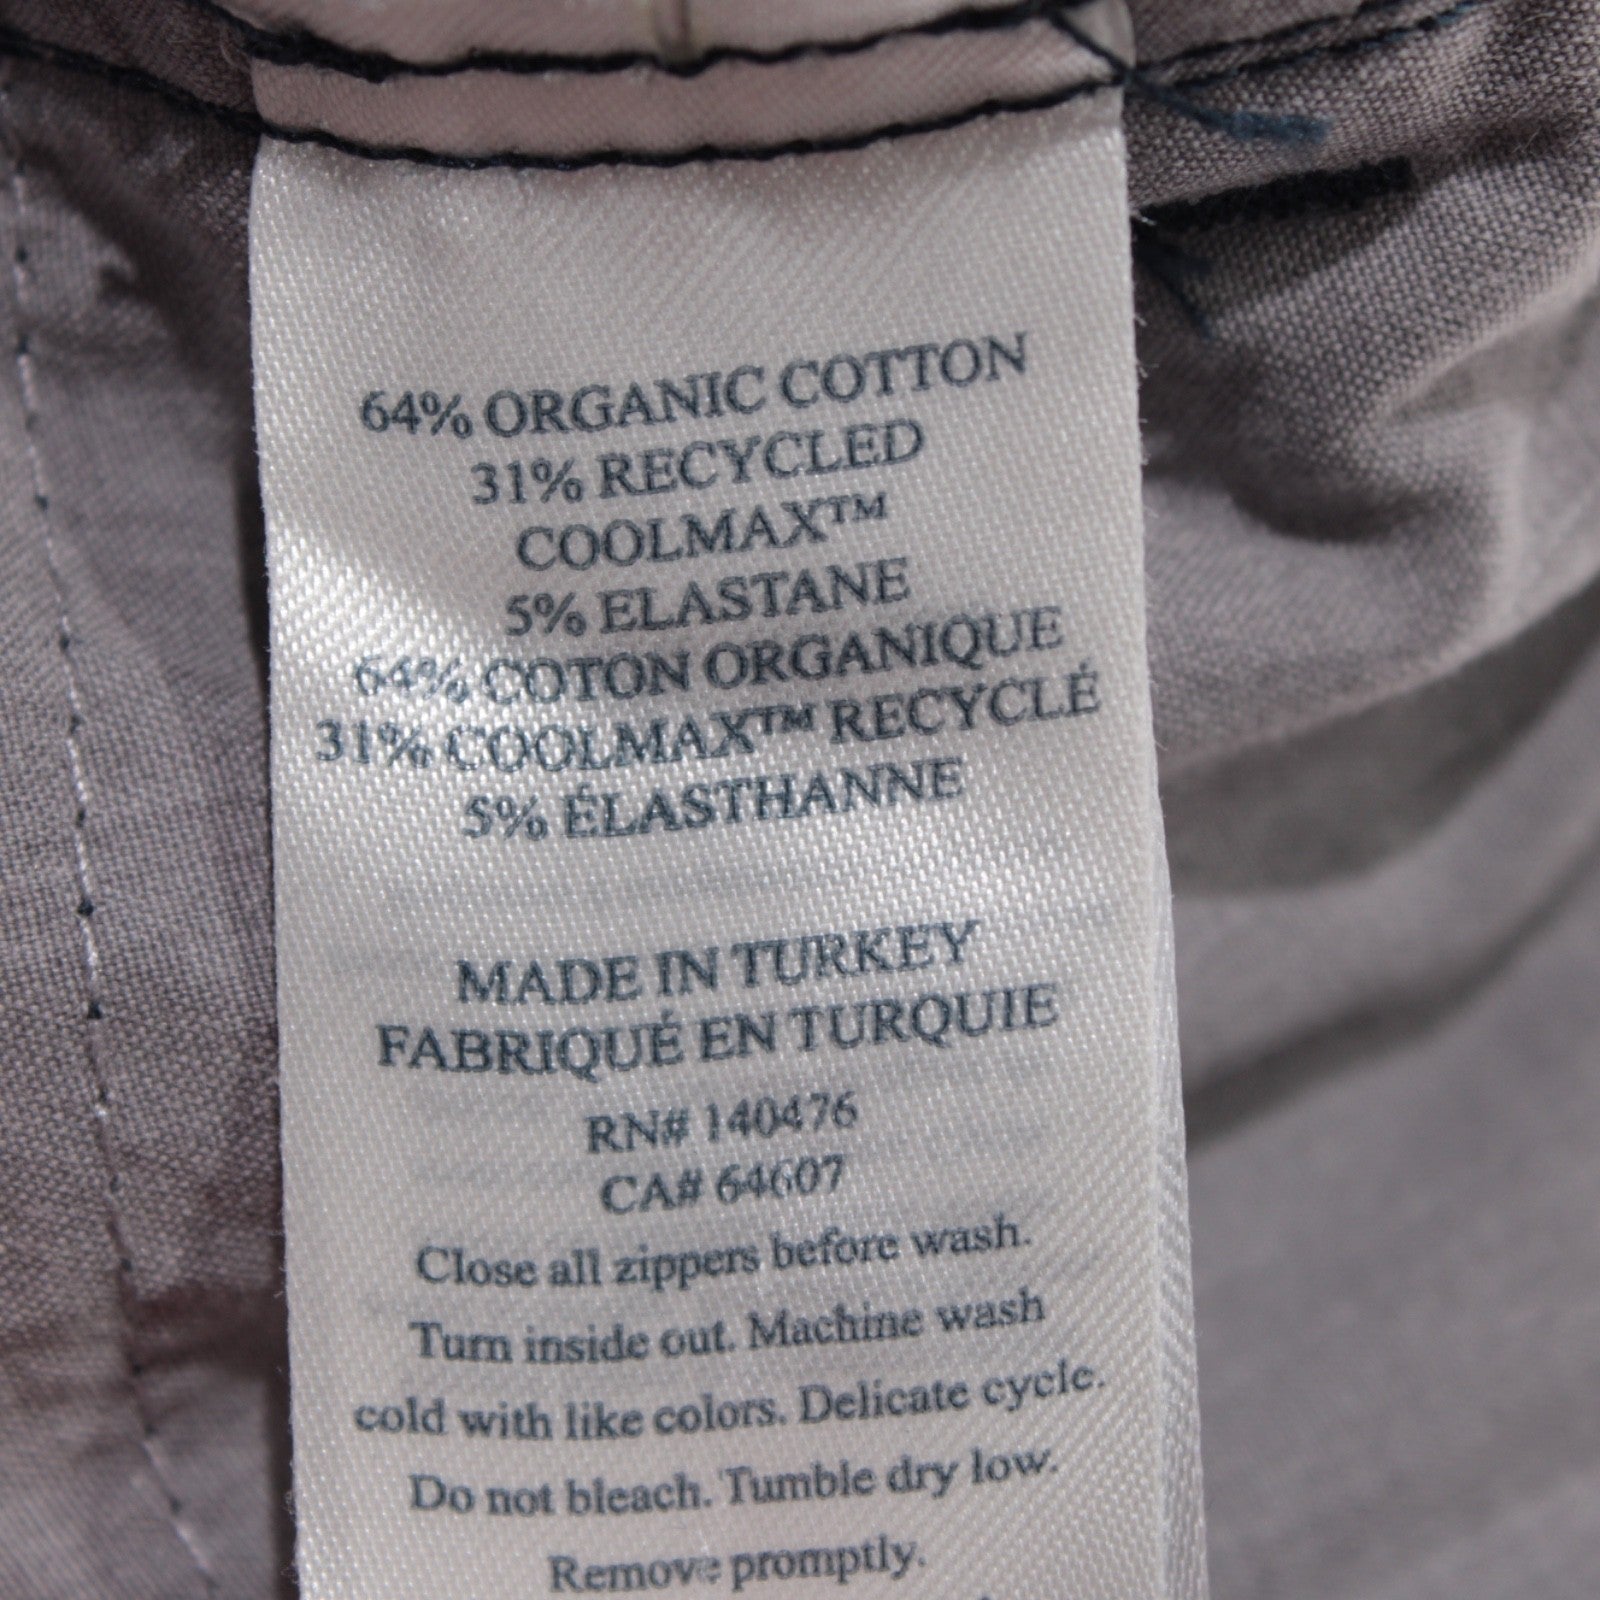 64% ORGANIC COTTON
31% RECYCLED
COOLMAX™
5% ELASTANE
64% COTON ORGANIQUE
31% COOLMAX™ RECYCLÉ
5% ÉLASTHANNE
MADE IN TURKEY
FABRIQUÉ EN TURQUIE
RN# 140476
CA# 64607
Close all zippers before wash.
Turn inside out. Machine wash
cold with like colors. Delicate cycle.
Do not bleach. Tumble dry low.
Remove promptly.